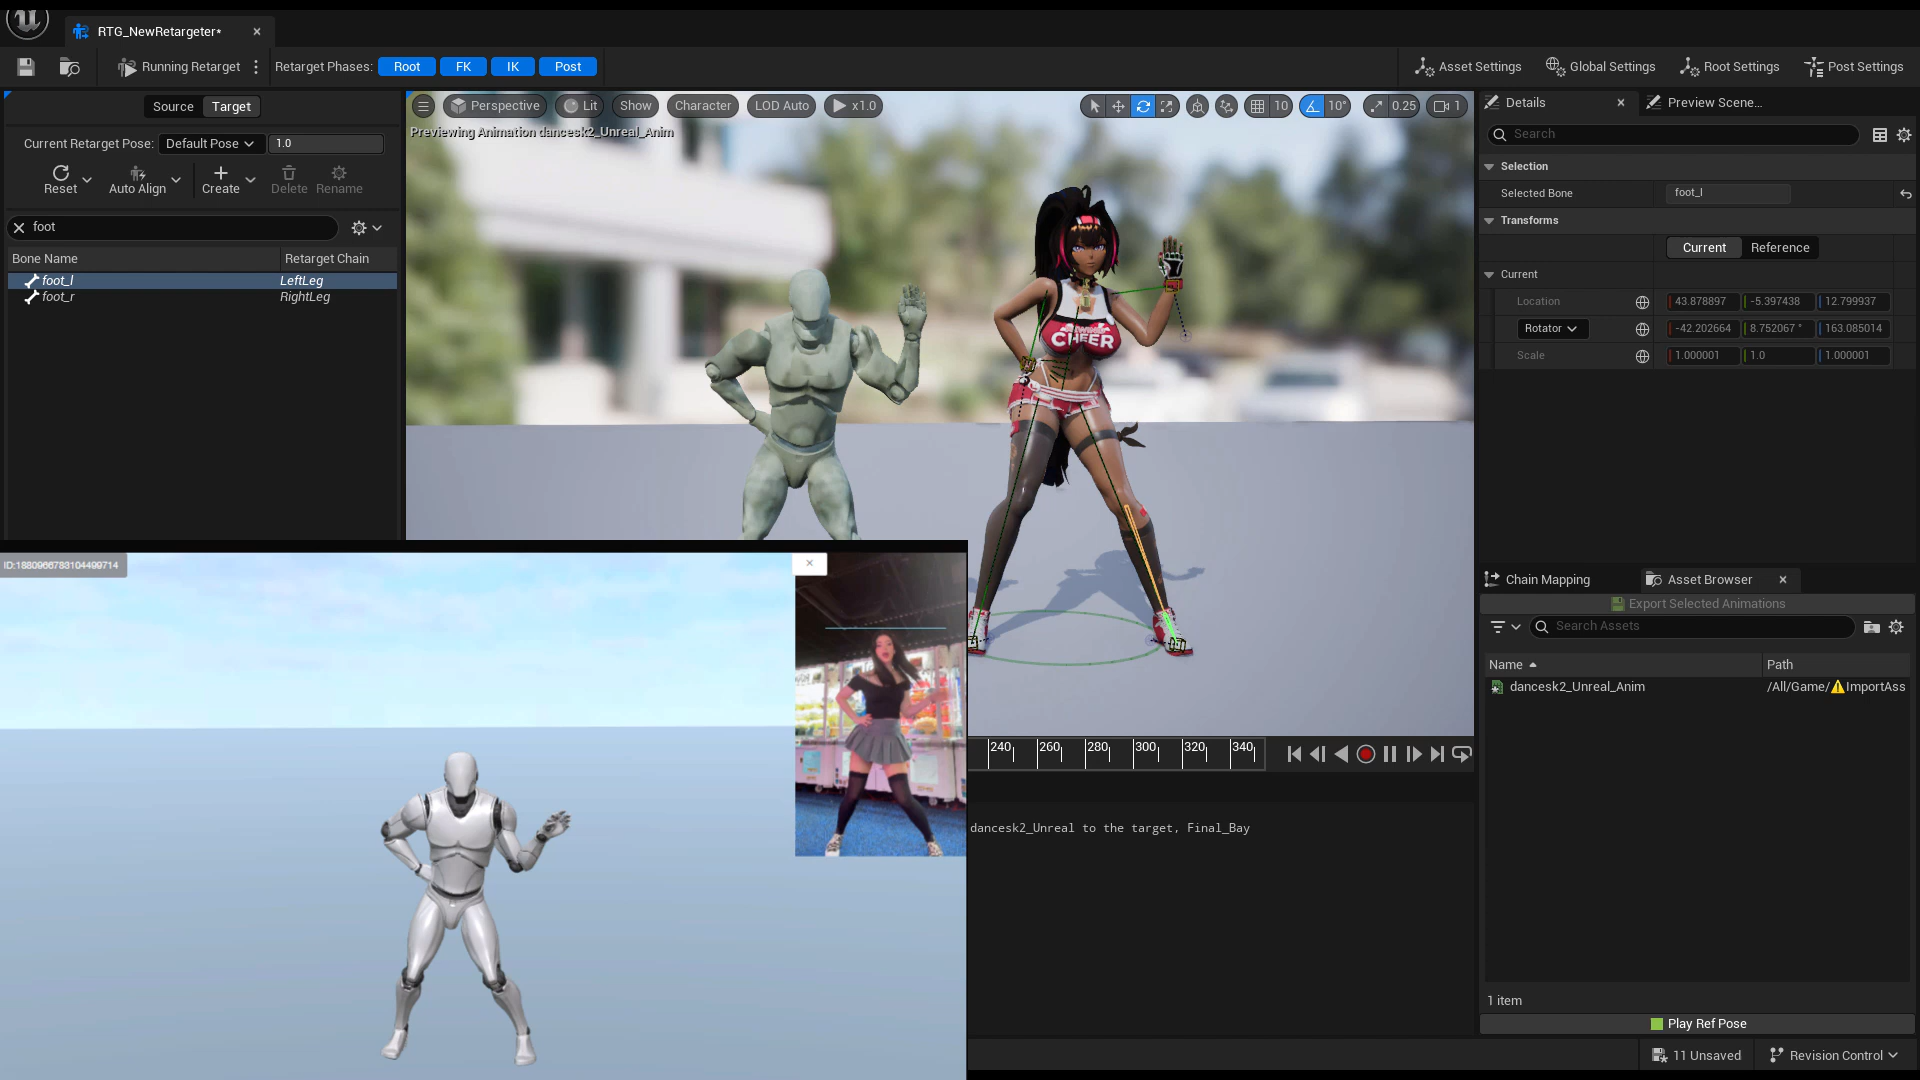 RTG_NewRetargeter*
Running Retarget
Retarget Phases: Root FK IK Post
Asset Settings Global Settings Root Settings Post Settings
Source Target
Current Retarget Pose: Default Pose 1.0
Reset Auto Align Create Delete Rename
foot
Bone Name Retarget Chain
foot_l LeftLeg
foot_r RightLeg
Perspective Lit Show Character LOD Auto x1.0
10 10° 0.25 1
Previewing Animation dancesk2_Unreal_Anim
CHEER
Details Preview Scene...
Search
Selection
Selected Bone foot_l
Transforms
Current Reference
Current
Location 43.878897 -5.397438 12.799937
Rotator -42.202664 8.752067 ° 163.085014
Scale 1.000001 1.0 1.000001
ID:1880966783104499714
240 260 280 300 320 340
dancesk2_Unreal to the target, Final_Bay
Chain Mapping Asset Browser
Export Selected Animations
Search Assets
Name Path
dancesk2_Unreal_Anim /All/Game/ImportAss
1 item
Play Ref Pose
11 Unsaved Revision Control